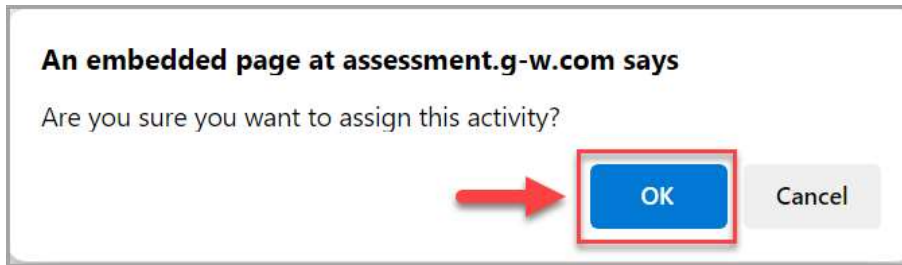 An embedded page at assessment.g-w.com says
Are you sure you want to assign this activity?
OK Cancel